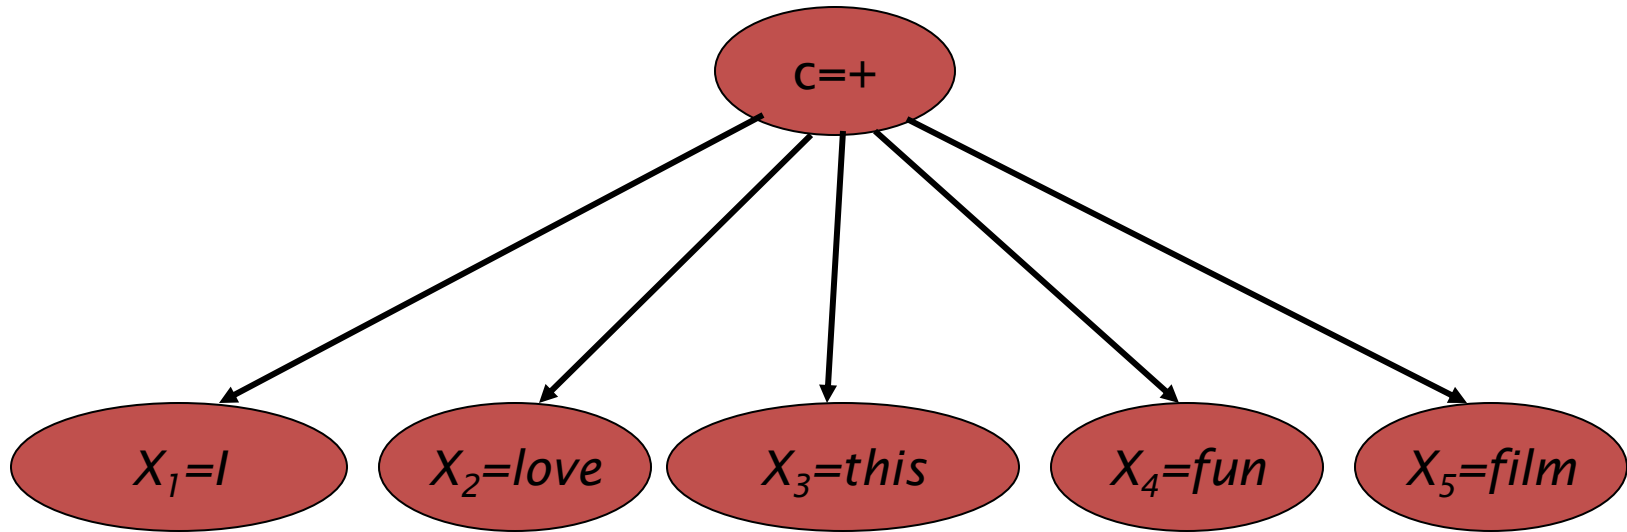 c=+
X₁=I
X₂=love
X₃=this
X₄=fun
X₅=film